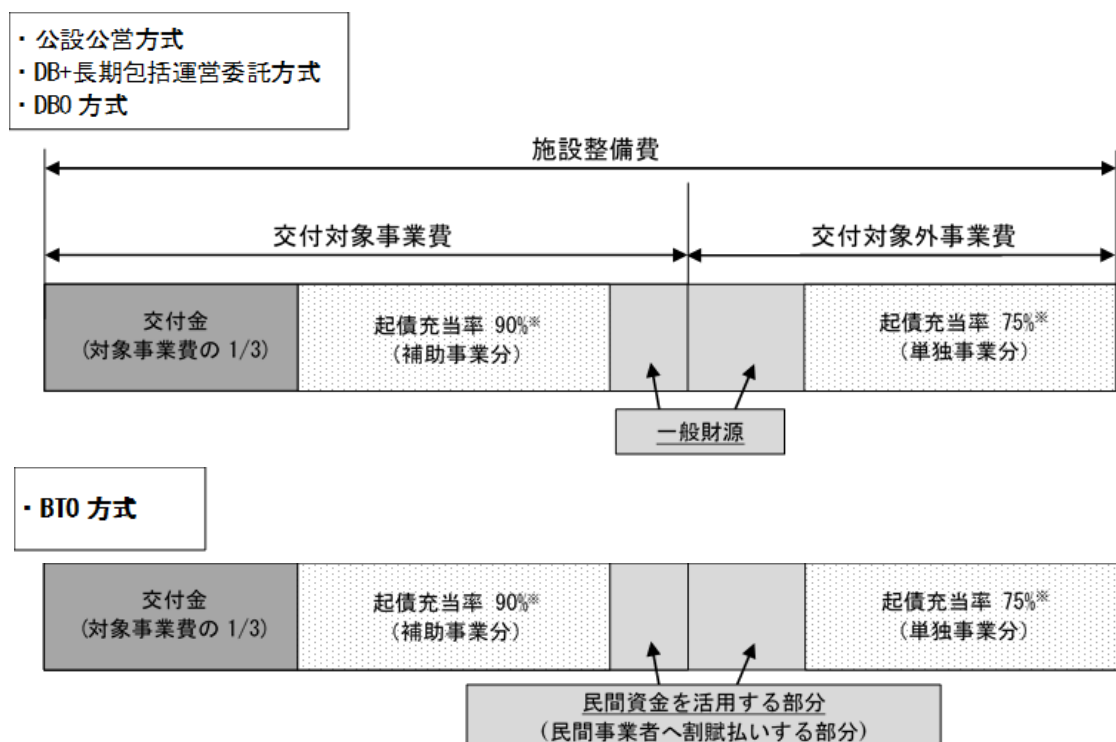 ・公設公営方式
・DB+長期包括運営委託方式
・DBO 方式
施設整備費
交付対象事業費
交付対象外事業費
交付金
(対象事業費の 1/3)
起債充当率 90%※
(補助事業分)
起債充当率 75%※
(単独事業分)
一般財源
・BTO 方式
交付金
(対象事業費の 1/3)
起債充当率 90%※
(補助事業分)
起債充当率 75%※
(単独事業分)
民間資金を活用する部分
(民間事業者へ割賦払いする部分)